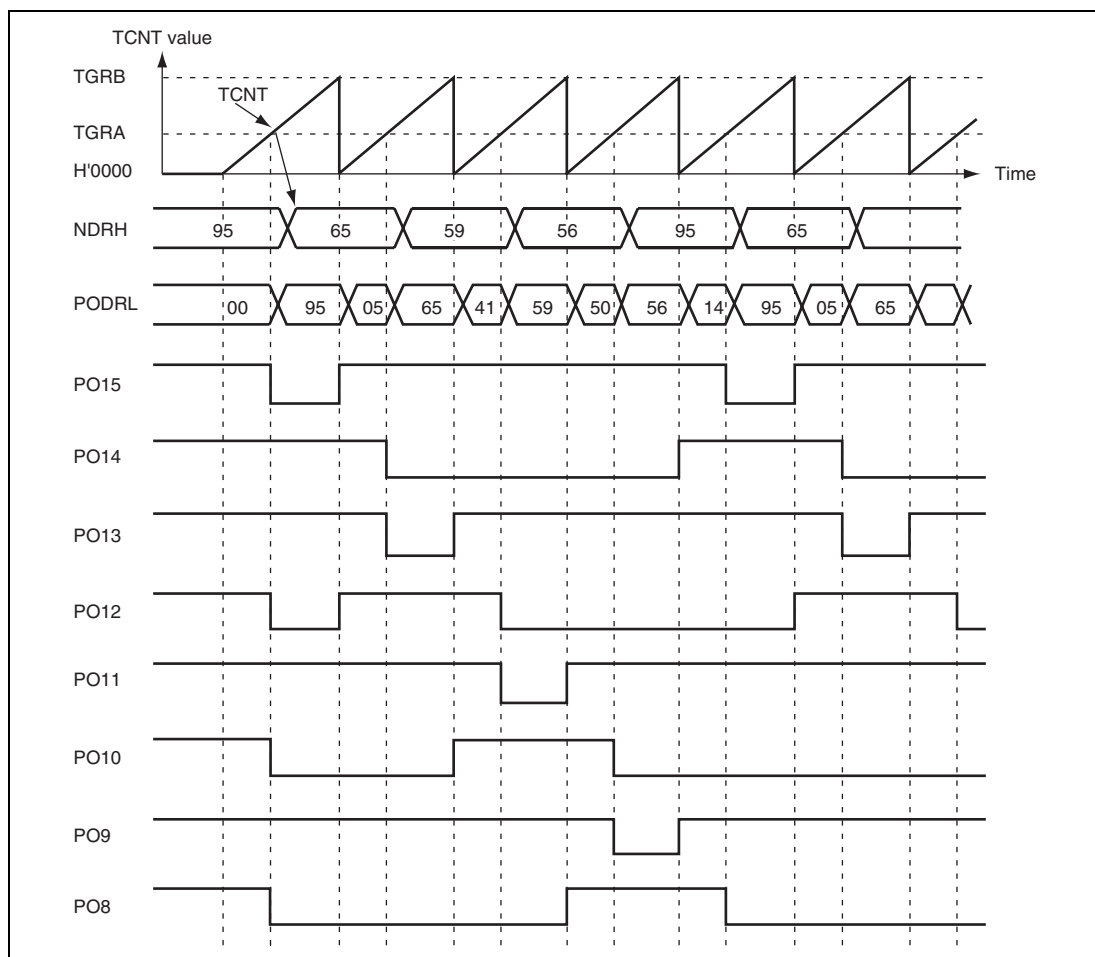 TCNT value
TGRB
TCNT
TGRA
H'0000
Time
NDRH 95 65 59 56 95 65
PODRL 00 95 05 65 41 59 50 56 14 95 05 65
PO15
PO14
PO13
PO12
PO11
PO10
PO9
PO8